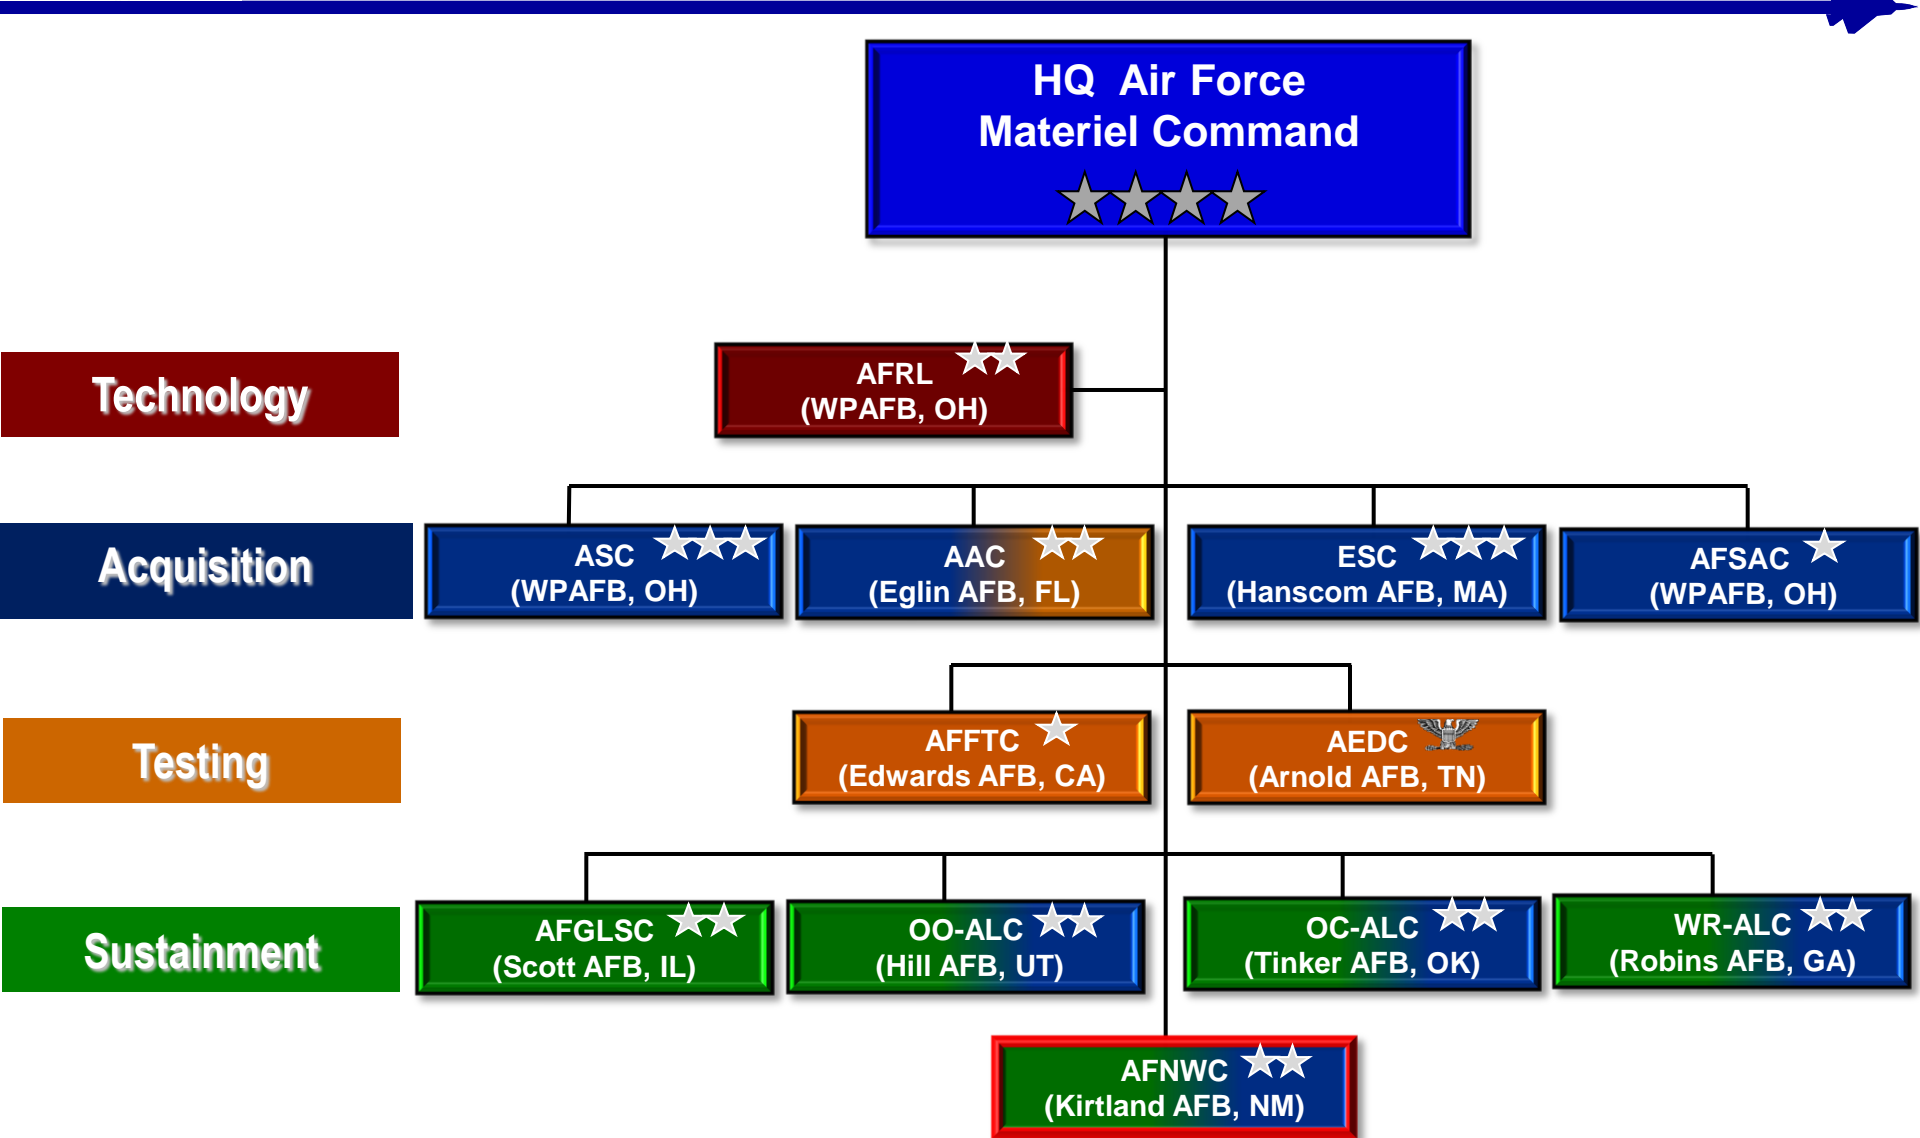 HQ Air Force
Materiel Command
Technology
AFRL
(WPAFB, OH)
Acquisition
ASC
(WPAFB, OH)
AAC
(Eglin AFB, FL)
ESC
(Hanscom AFB, MA)
AFSAC
(WPAFB, OH)
Testing
AFFTC
(Edwards AFB, CA)
AEDC
(Arnold AFB, TN)
Sustainment
AFGLSC
(Scott AFB, IL)
OO-ALC
(Hill AFB, UT)
OC-ALC
(Tinker AFB, OK)
WR-ALC
(Robins AFB, GA)
AFNWC
(Kirtland AFB, NM)